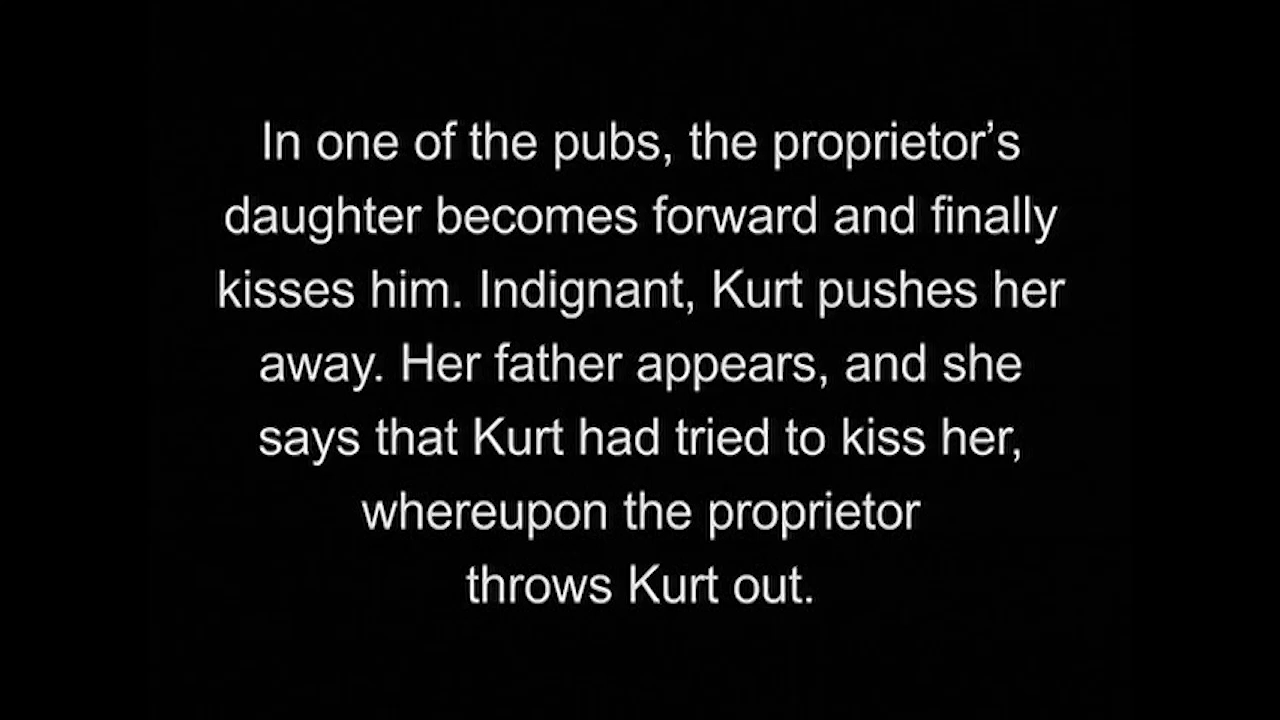 In one of the pubs, the proprietor’s
daughter becomes forward and finally
kisses him. Indignant, Kurt pushes her
away. Her father appears, and she
says that Kurt had tried to kiss her,
whereupon the proprietor
throws Kurt out.